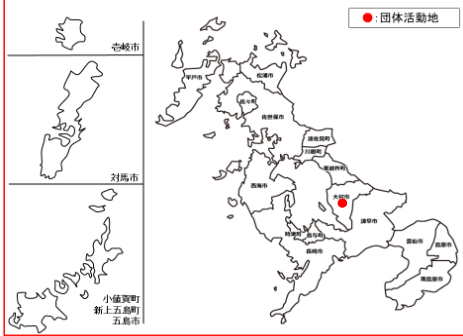 ●:団体活動地
壱岐市
対馬市
小値賀町
新上五島町
五島市
平戸市
松浦市
佐々町
佐世保市
波佐見町
川棚町
東彼杵町
西海市
大村市
諫早市
時津町
長与町
長崎市
雲仙市
島原市
南島原市